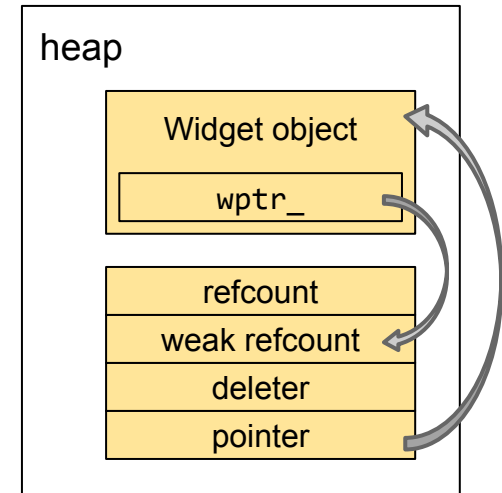 heap
Widget object
wptr_
refcount
weak refcount
deleter
pointer